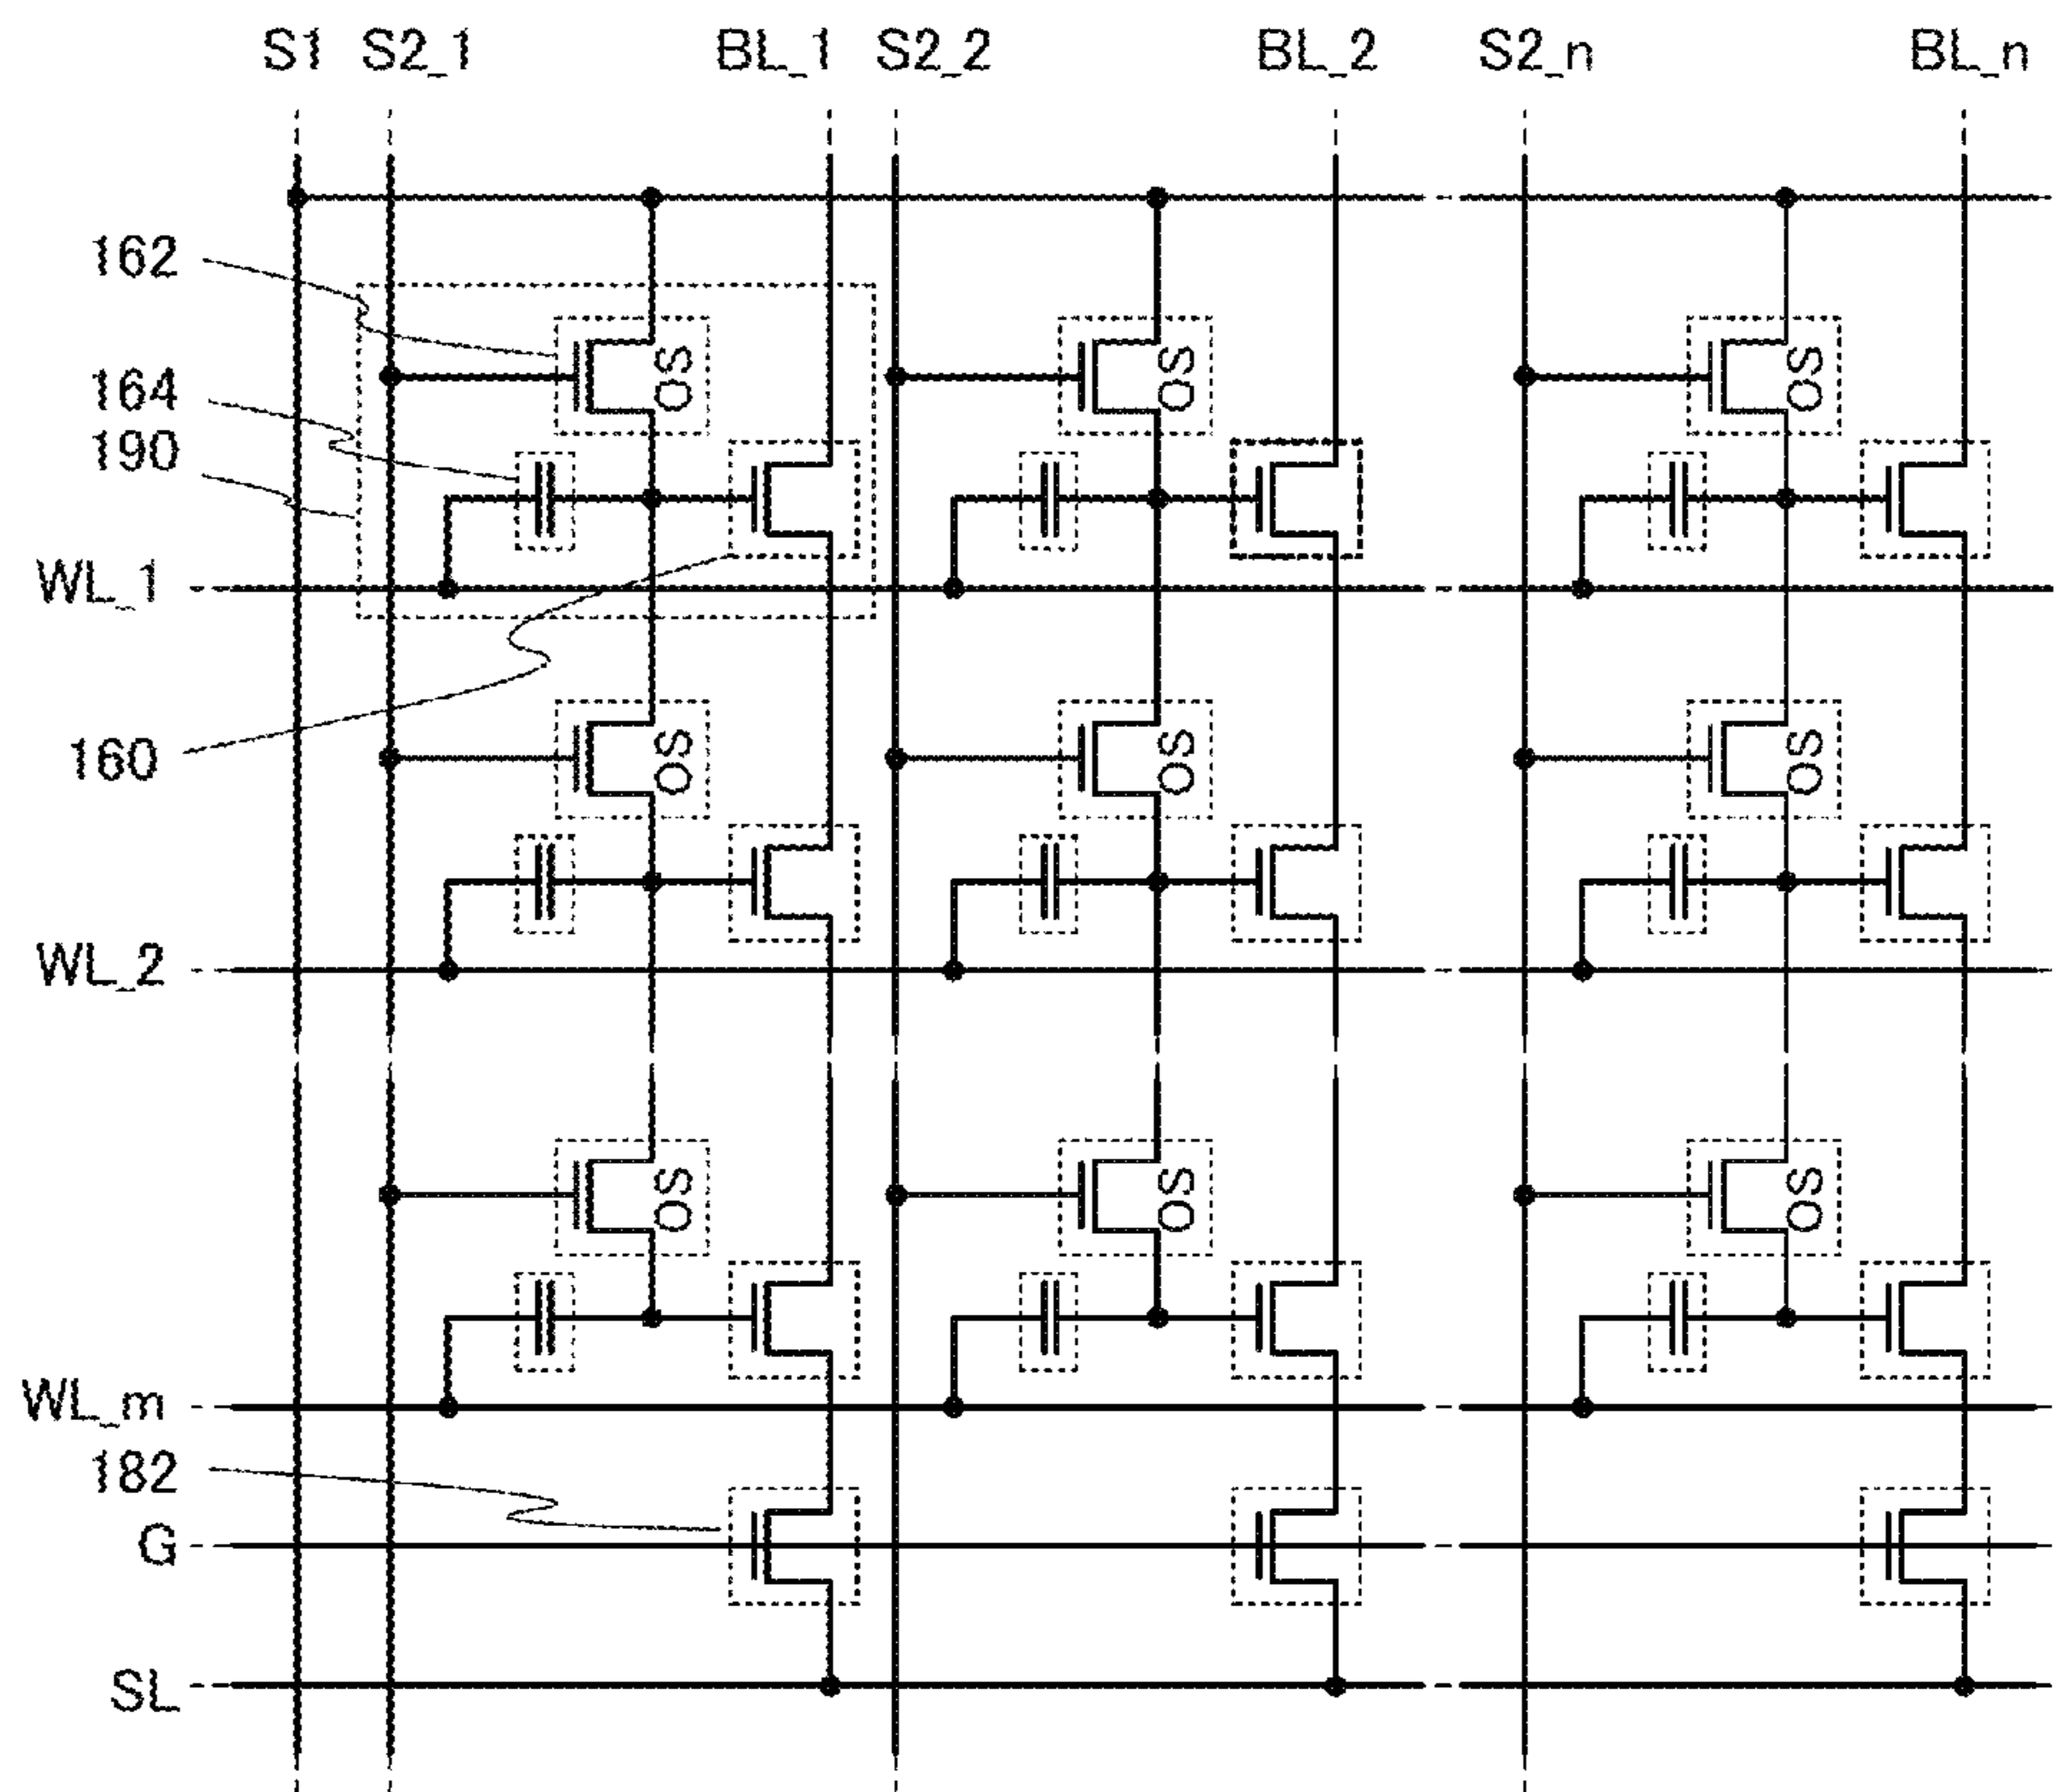 S1 S2_1 BL_1 S2_2 BL_2 S2_n BL_n
162
OS OS OS
164
190
WL_1
OS OS OS
160
WL_2
OS OS OS
WL_m
182
G
SL